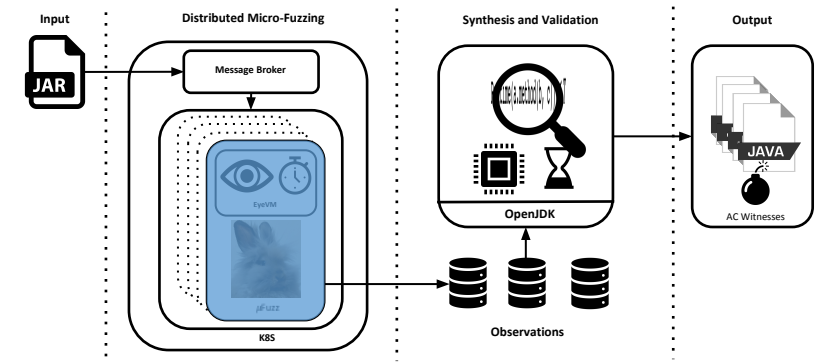 Input
Distributed Micro-Fuzzing
Synthesis and Validation
Output
JAR
Message Broker
EyeVM
μFuzz
K8S
OpenJDK
Observations
JAVA
AC Witnesses